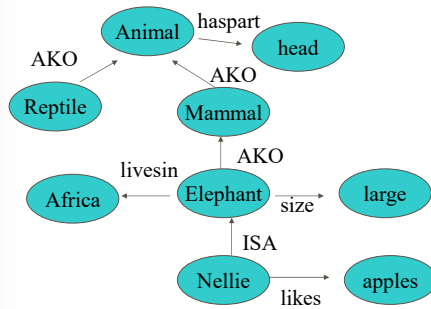 haspart
Animal
head
AKO
AKO
Reptile
Mammal
AKO
livesin
Africa
Elephant
large
size
ISA
Nellie
apples
likes